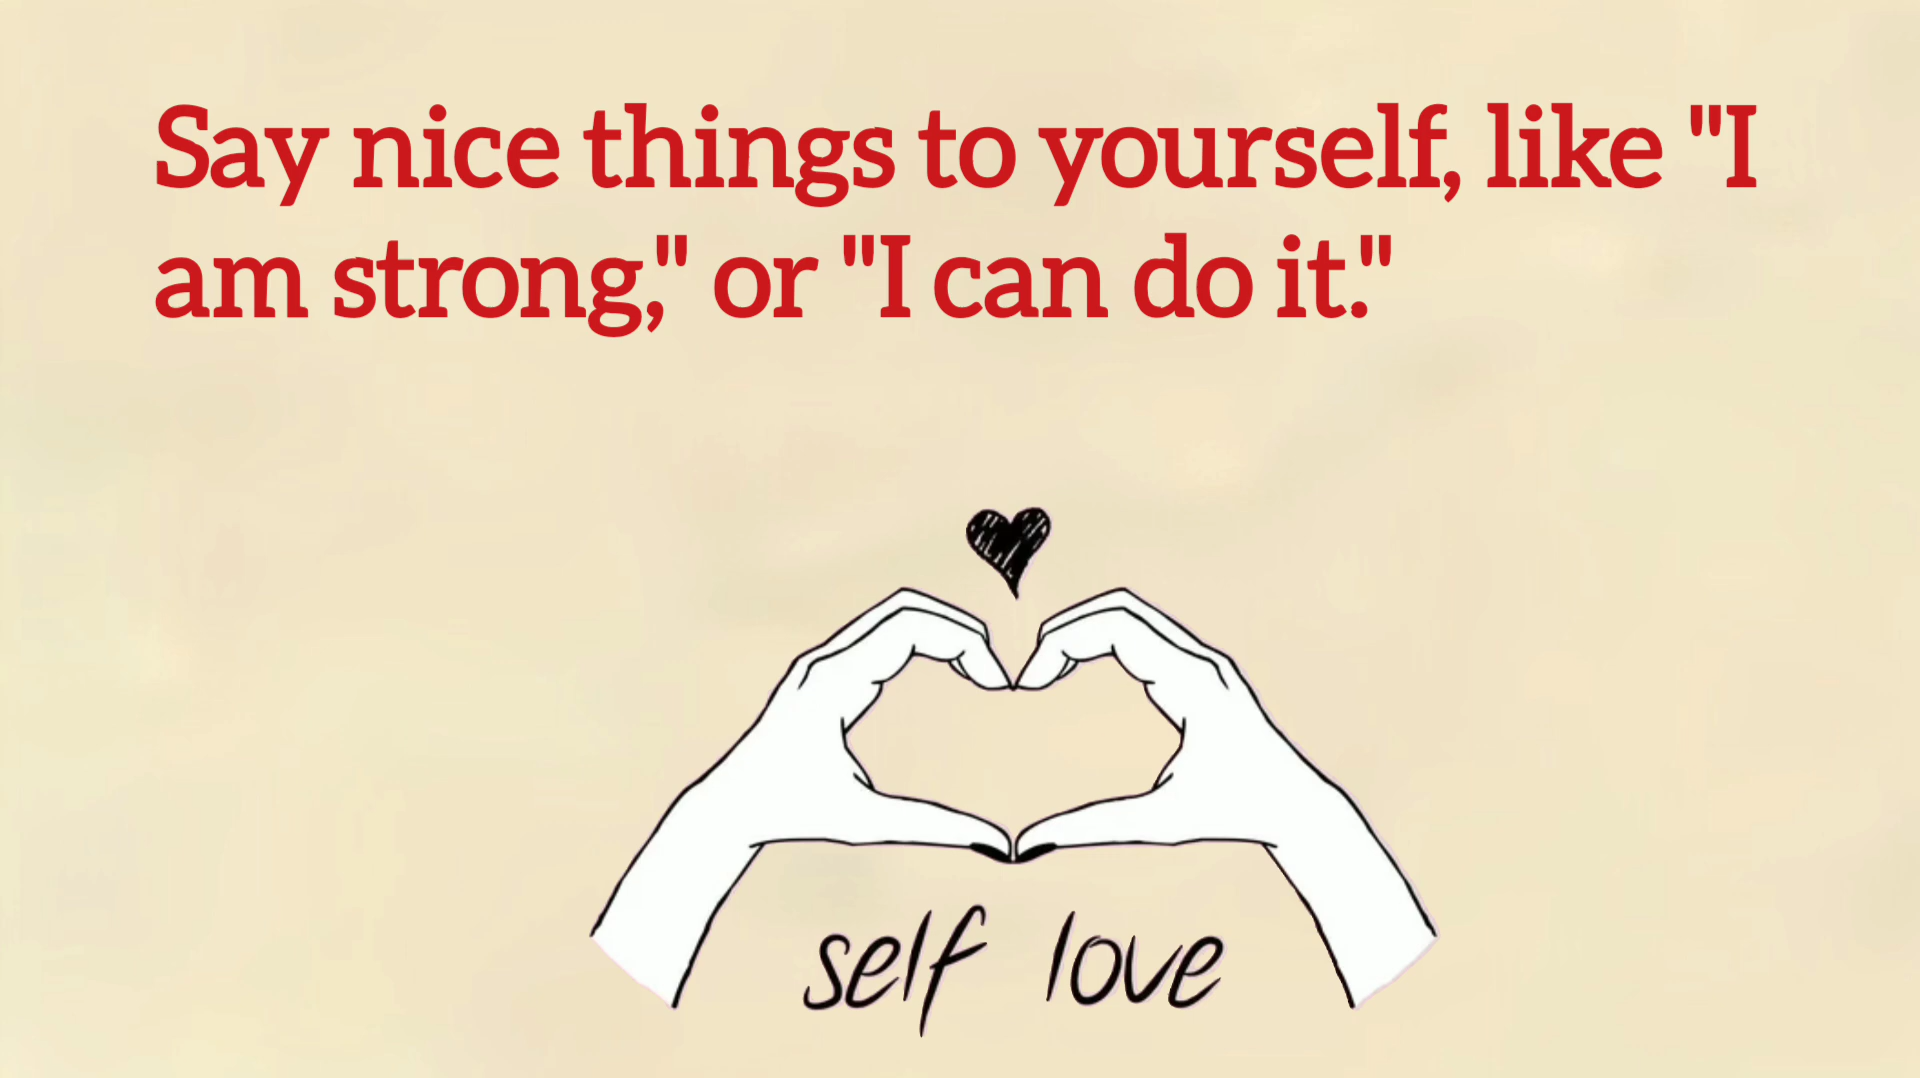 Say nice things to yourself, like "I
am strong," or "I can do it."
self love